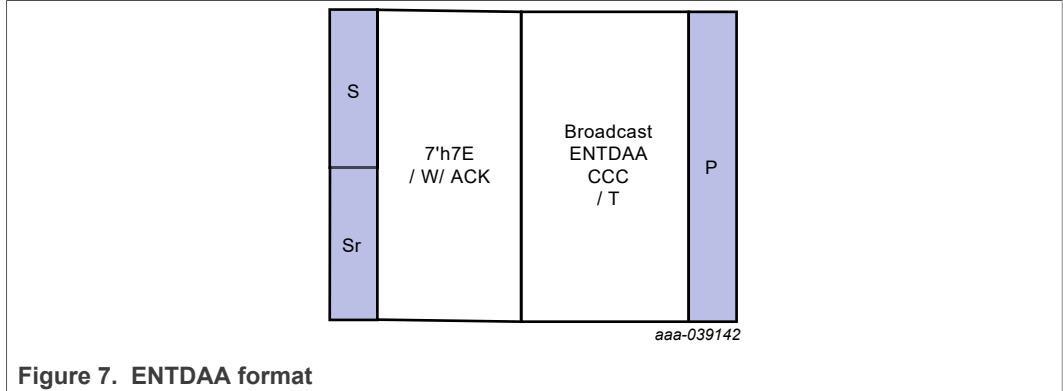 S
Sr
7'h7E
/ W/ ACK
Broadcast
ENTDAA
CCC
/ T
P
aaa-039142
Figure 7. ENTDAA format